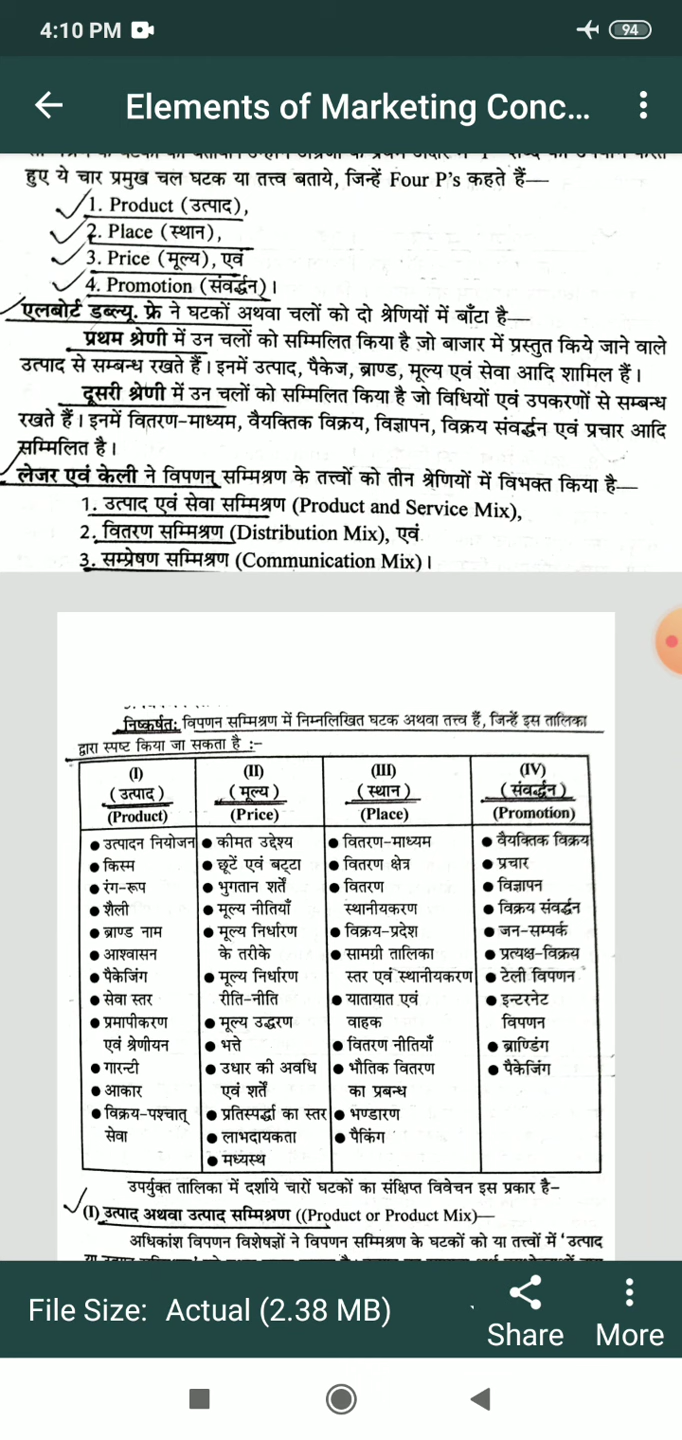 4:10 PM
94
Elements of Marketing Conc...
हुए ये चार प्रमुख चल घटक या तत्त्व बताये, जिन्हें Four P's कहते हैं—
1. Product (उत्पाद),
2. Place (स्थान),
3. Price (मूल्य), एवं
4. Promotion (संवर्द्धन)।
एलबोर्ट डब्ल्यू. फ्रे ने घटकों अथवा चलों को दो श्रेणियों में बाँटा है—
प्रथम श्रेणी में उन चलों को सम्मिलित किया है जो बाजार में प्रस्तुत किये जाने वाले
उत्पाद से सम्बन्ध रखते हैं। इनमें उत्पाद, पैकेज, ब्राण्ड, मूल्य एवं सेवा आदि शामिल हैं।
दूसरी श्रेणी में उन चलों को सम्मिलित किया है जो विधियों एवं उपकरणों से सम्बन्ध
रखते हैं। इनमें वितरण-माध्यम, वैयक्तिक विक्रय, विज्ञापन, विक्रय संवर्द्धन एवं प्रचार आदि
सम्मिलित है।
लेजर एवं केली ने विपणन सम्मिश्रण के तत्त्वों को तीन श्रेणियों में विभक्त किया है—
1. उत्पाद एवं सेवा सम्मिश्रण (Product and Service Mix),
2. वितरण सम्मिश्रण (Distribution Mix), एवं
3. सम्प्रेषण सम्मिश्रण (Communication Mix)।
निष्कर्षत: विपणन सम्मिश्रण में निम्नलिखित घटक अथवा तत्त्व हैं, जिन्हें इस तालिका
द्वारा स्पष्ट किया जा सकता है :-
(I)
(उत्पाद)
(Product)
● उत्पादन नियोजन
● किस्म
● रंग-रूप
● शैली
● ब्राण्ड नाम
● आश्वासन
● पैकेजिंग
● सेवा स्तर
● प्रमापीकरण
एवं श्रेणीयन
● गारन्टी
● आकार
● विक्रय-पश्चात्
सेवा
(II)
(मूल्य)
(Price)
● कीमत उद्देश्य
● छूटें एवं बट्टा
● भुगतान शर्तें
● मूल्य नीतियाँ
● मूल्य निर्धारण
के तरीके
● मूल्य निर्धारण
रीति-नीति
● मूल्य उद्धरण
● भत्ते
● उधार की अवधि
एवं शर्तें
● प्रतिस्पर्द्धा का स्तर
● लाभदायकता
● मध्यस्थ
(III)
(स्थान)
(Place)
● वितरण-माध्यम
● वितरण क्षेत्र
● वितरण
स्थानीयकरण
● विक्रय-प्रदेश
● सामग्री तालिका
स्तर एवं स्थानीयकरण
● यातायात एवं
वाहक
● वितरण नीतियाँ
● भौतिक वितरण
का प्रबन्ध
● भण्डारण
● पैकिंग
(IV)
(संवर्द्धन)
(Promotion)
● वैयक्तिक विक्रय
● प्रचार
● विज्ञापन
● विक्रय संवर्द्धन
● जन-सम्पर्क
● प्रत्यक्ष-विक्रय
● टेली विपणन
● इन्टरनेट
विपणन
● ब्राण्डिंग
● पैकेजिंग
उपर्युक्त तालिका में दर्शाये चारों घटकों का संक्षिप्त विवेचन इस प्रकार है-
(I) उत्पाद अथवा उत्पाद सम्मिश्रण ((Product or Product Mix)—
अधिकांश विपणन विशेषज्ञों ने विपणन सम्मिश्रण के घटकों को या तत्त्वों में 'उत्पाद
File Size: Actual (2.38 MB)
Share
More